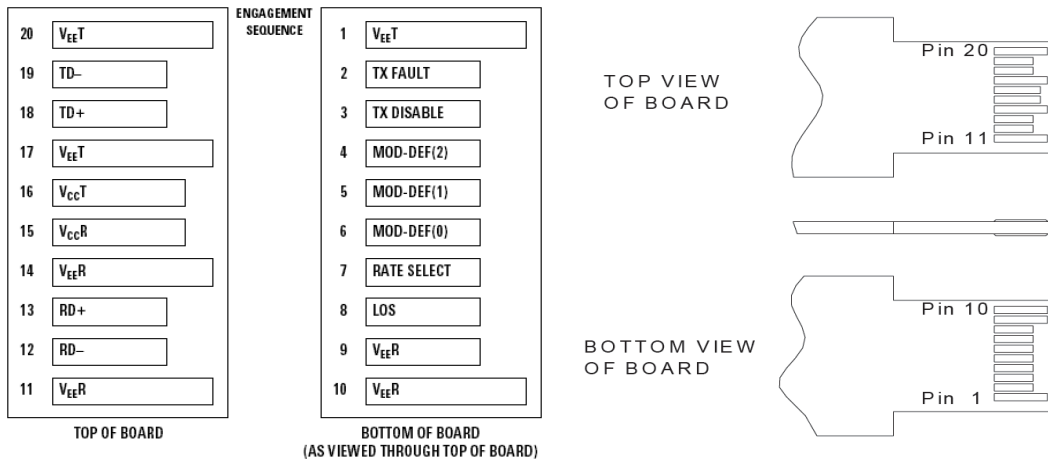 ENGAGEMENT
SEQUENCE
20 VEET
19 TD–
18 TD+
17 VEET
16 VCCT
15 VCCR
14 VEER
13 RD+
12 RD–
11 VEER
TOP OF BOARD
1 VEET
2 TX FAULT
3 TX DISABLE
4 MOD-DEF(2)
5 MOD-DEF(1)
6 MOD-DEF(0)
7 RATE SELECT
8 LOS
9 VEER
10 VEER
BOTTOM OF BOARD
(AS VIEWED THROUGH TOP OF BOARD)
TOP VIEW
OF BOARD
Pin 20
Pin 11
BOTTOM VIEW
OF BOARD
Pin 10
Pin 1